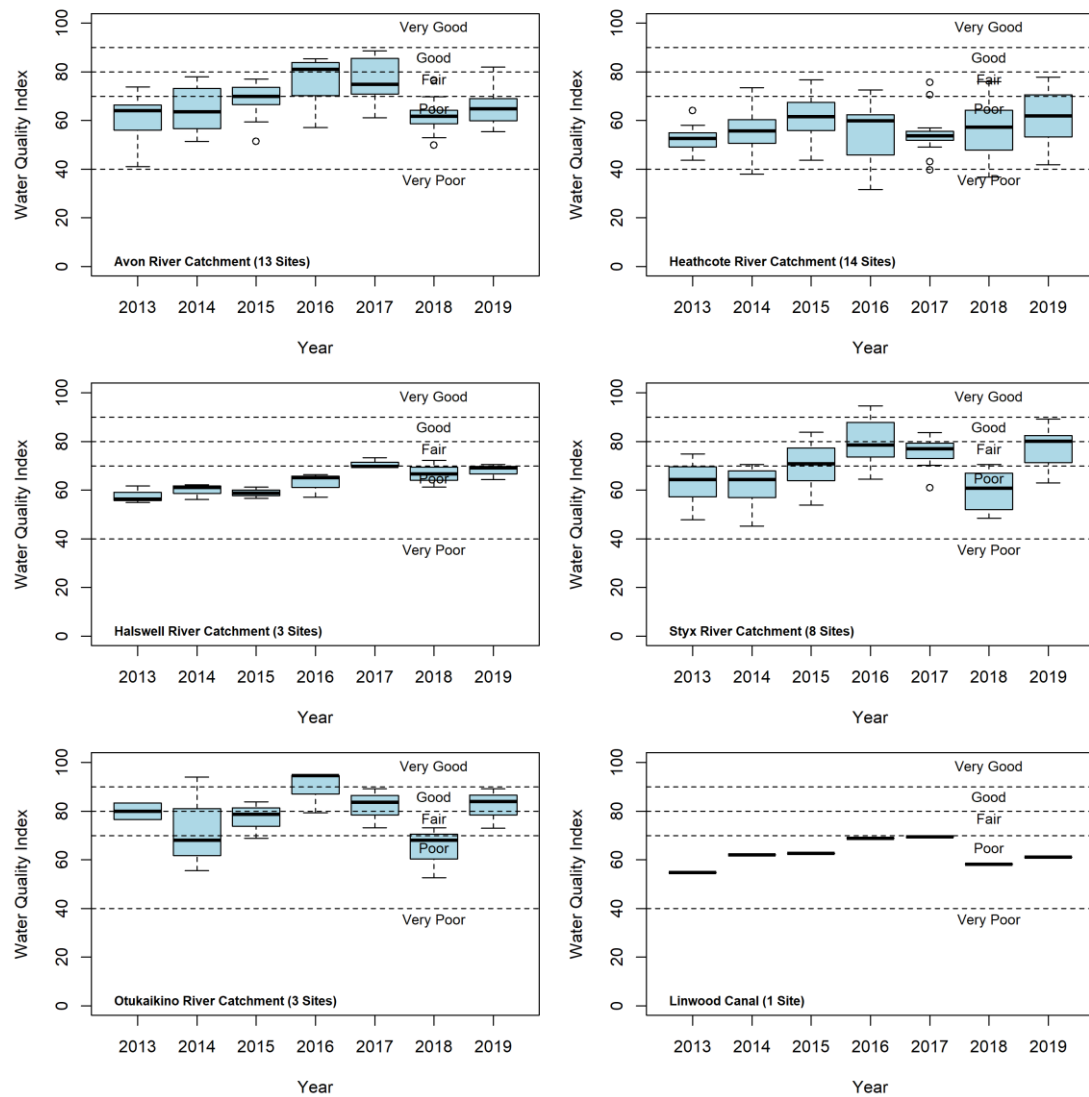 Water Quality Index
100
80
60
40
20
0
Very Good
Good
Fair
Poor
Very Poor
Avon River Catchment (13 Sites)
2013 2014 2015 2016 2017 2018 2019
Year
Water Quality Index
100
80
60
40
20
0
Very Good
Good
Fair
Poor
Very Poor
Heathcote River Catchment (14 Sites)
2013 2014 2015 2016 2017 2018 2019
Year
Water Quality Index
100
80
60
40
20
0
Very Good
Good
Fair
Poor
Very Poor
Halswell River Catchment (3 Sites)
2013 2014 2015 2016 2017 2018 2019
Year
Water Quality Index
100
80
60
40
20
0
Very Good
Good
Fair
Poor
Very Poor
Styx River Catchment (8 Sites)
2013 2014 2015 2016 2017 2018 2019
Year
Water Quality Index
100
80
60
40
20
0
Very Good
Good
Fair
Poor
Very Poor
Otukaikino River Catchment (3 Sites)
2013 2014 2015 2016 2017 2018 2019
Year
Water Quality Index
100
80
60
40
20
0
Very Good
Good
Fair
Poor
Very Poor
Linwood Canal (1 Site)
2013 2014 2015 2016 2017 2018 2019
Year